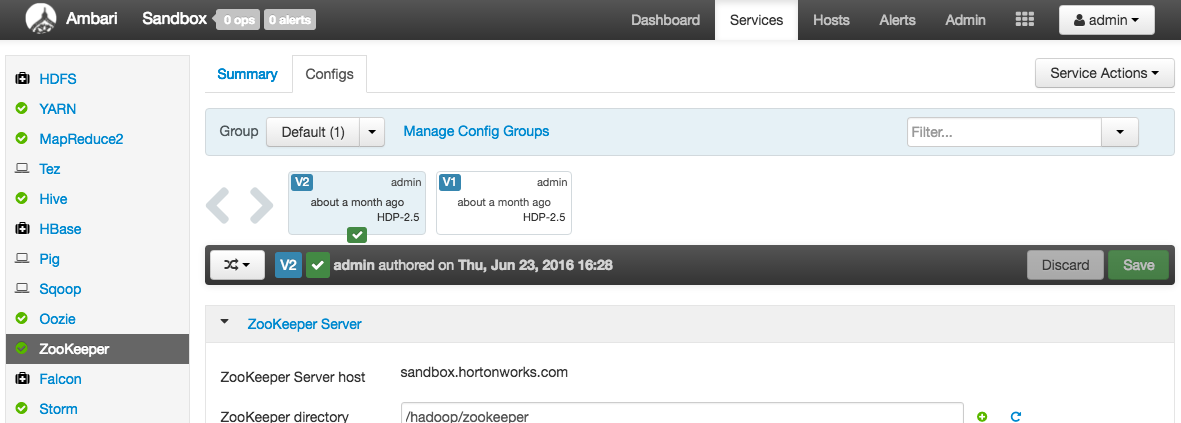 Ambari Sandbox 0 ops 0 alerts Dashboard Services Hosts Alerts Admin admin
HDFS
YARN
MapReduce2
Tez
Hive
HBase
Pig
Sqoop
Oozie
ZooKeeper
Falcon
Storm
Summary Configs Service Actions
Group Default (1) Manage Config Groups Filter...
V2 admin
about a month ago
HDP-2.5
V1 admin
about a month ago
HDP-2.5
V2 admin authored on Thu, Jun 23, 2016 16:28 Discard Save
ZooKeeper Server
ZooKeeper Server host sandbox.hortonworks.com
ZooKeeper directory /hadoop/zookeeper